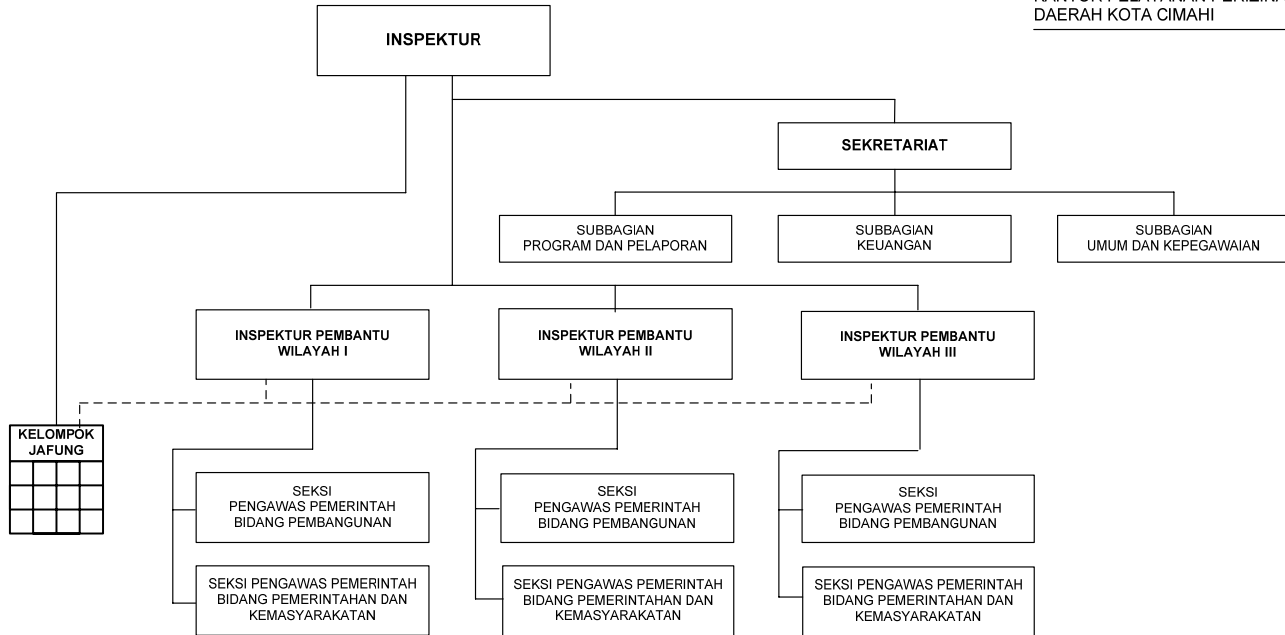 DAERAH KOTA CIMAHI
INSPEKTUR
SEKRETARIAT
SUBBAGIAN
PROGRAM DAN PELAPORAN
SUBBAGIAN
KEUANGAN
SUBBAGIAN
UMUM DAN KEPEGAWAIAN
INSPEKTUR PEMBANTU
WILAYAH I
INSPEKTUR PEMBANTU
WILAYAH II
INSPEKTUR PEMBANTU
WILAYAH III
KELOMPOK
JAFUNG
SEKSI
PENGAWAS PEMERINTAH
BIDANG PEMBANGUNAN
SEKSI
PENGAWAS PEMERINTAH
BIDANG PEMBANGUNAN
SEKSI
PENGAWAS PEMERINTAH
BIDANG PEMBANGUNAN
SEKSI PENGAWAS PEMERINTAH
BIDANG PEMERINTAHAN DAN
KEMASYARAKATAN
SEKSI PENGAWAS PEMERINTAH
BIDANG PEMERINTAHAN DAN
KEMASYARAKATAN
SEKSI PENGAWAS PEMERINTAH
BIDANG PEMERINTAHAN DAN
KEMASYARAKATAN